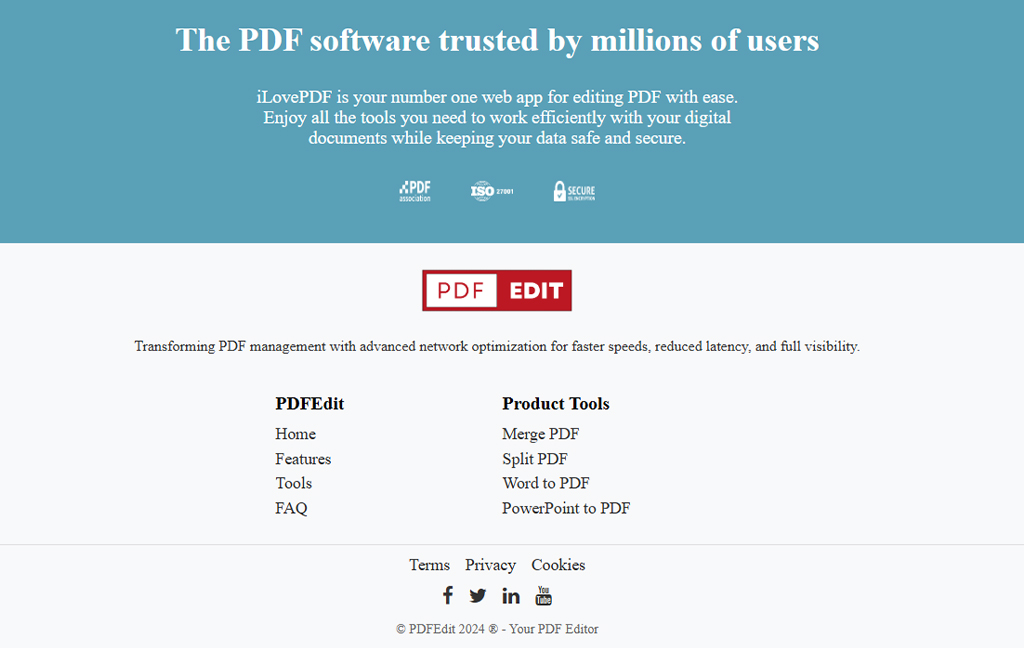 The PDF software trusted by millions of users
iLovePDF is your number one web app for editing PDF with ease.
Enjoy all the tools you need to work efficiently with your digital
documents while keeping your data safe and secure.
PDF
association
ISO 27001
SECURE
SSL ENCRYPTION
PDF EDIT
Transforming PDF management with advanced network optimization for faster speeds, reduced latency, and full visibility.
PDFEdit
Home
Features
Tools
FAQ
Product Tools
Merge PDF
Split PDF
Word to PDF
PowerPoint to PDF
Terms Privacy Cookies
You
Tube
© PDFEdit 2024 ® - Your PDF Editor